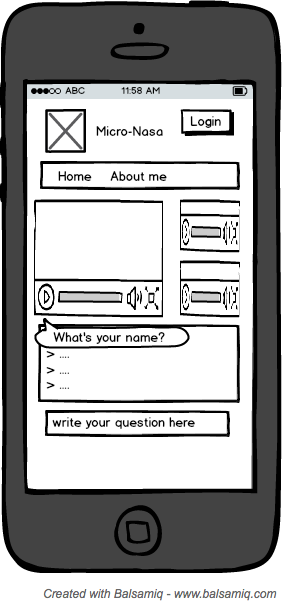 ABC 11:58 AM
Micro-Nasa
Login
Home About me
What's your name?
> ....
> ....
> ....
write your question here
Created with Balsamiq - www.balsamiq.com